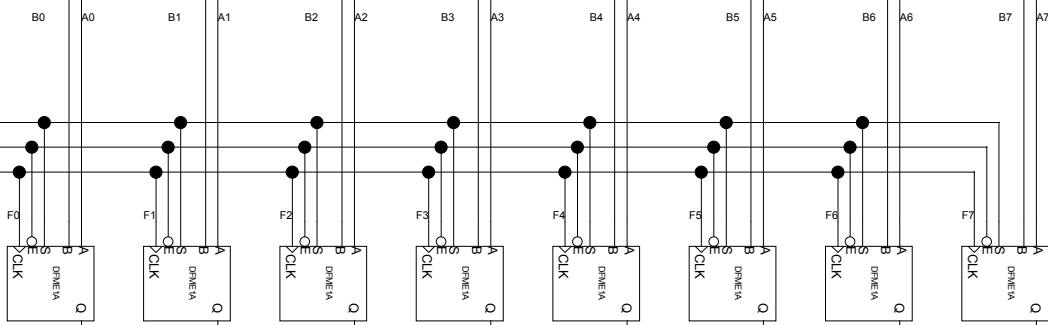 B0 A0 B1 A1 B2 A2 B3 A3 B4 A4 B5 A5 B6 A6 B7 A7
F0 F1 F2 F3 F4 F5 F6 F7
CLK E S B A CLK E S B A CLK E S B A CLK E S B A CLK E S B A CLK E S B A CLK E S B A CLK E S B A
DFME1A DFME1A DFME1A DFME1A DFME1A DFME1A DFME1A DFME1A
Q Q Q Q Q Q Q Q